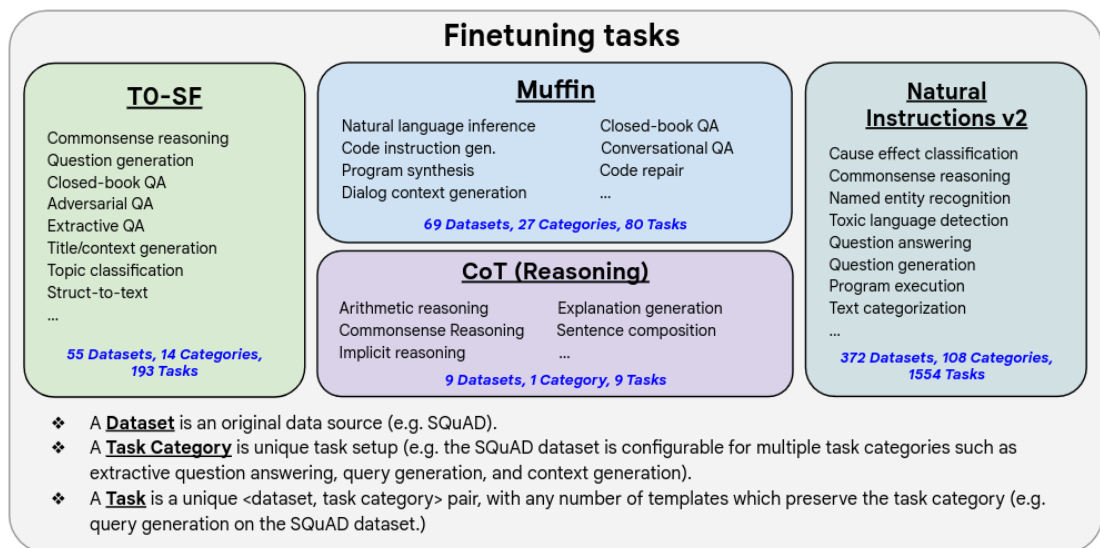 Finetuning tasks
T0-SF
Commonsense reasoning
Question generation
Closed-book QA
Adversarial QA
Extractive QA
Title/context generation
Topic classification
Struct-to-text
...
55 Datasets, 14 Categories,
193 Tasks
Muffin
Natural language inference
Code instruction gen.
Program synthesis
Dialog context generation
Closed-book QA
Conversational QA
Code repair
...
69 Datasets, 27 Categories, 80 Tasks
CoT (Reasoning)
Arithmetic reasoning
Commonsense Reasoning
Implicit reasoning
Explanation generation
Sentence composition
...
9 Datasets, 1 Category, 9 Tasks
Natural
Instructions v2
Cause effect classification
Commonsense reasoning
Named entity recognition
Toxic language detection
Question answering
Question generation
Program execution
Text categorization
...
372 Datasets, 108 Categories,
1554 Tasks
❖ A Dataset is an original data source (e.g. SQuAD).
❖ A Task Category is unique task setup (e.g. the SQuAD dataset is configurable for multiple task categories such as
extractive question answering, query generation, and context generation).
❖ A Task is a unique <dataset, task category> pair, with any number of templates which preserve the task category (e.g.
query generation on the SQuAD dataset.)